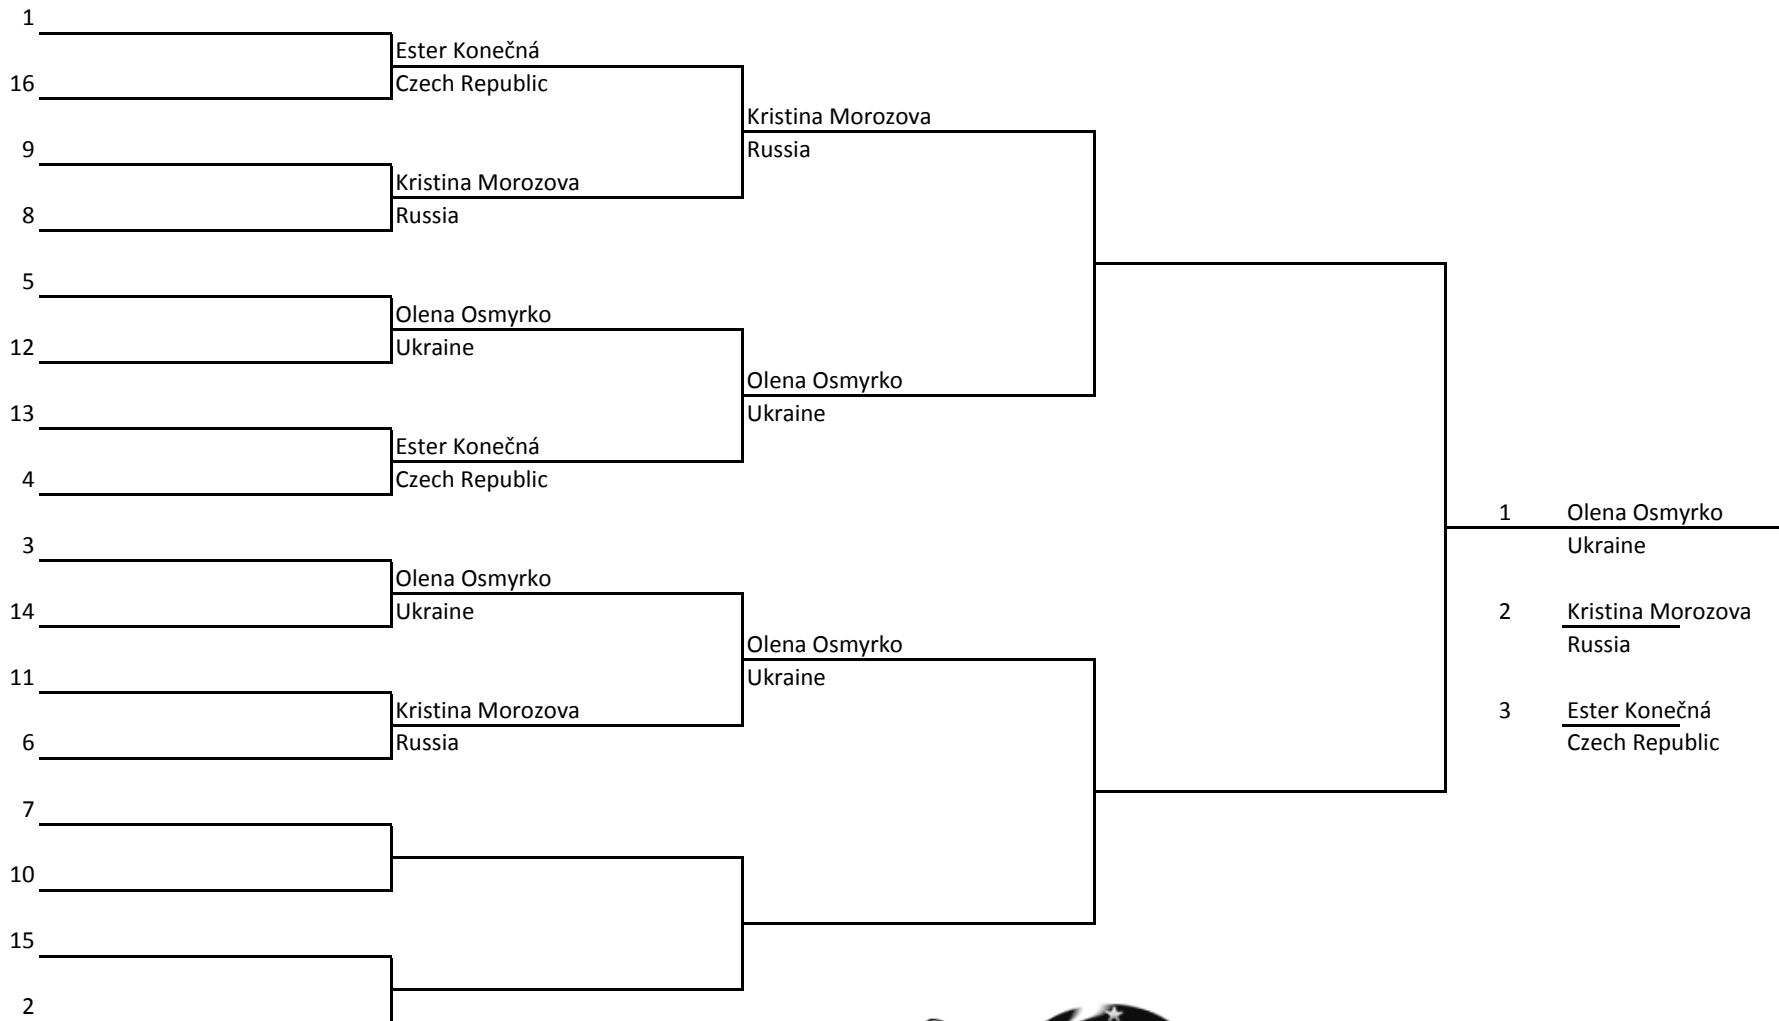 1
Ester Konečná
16
Czech Republic
Kristina Morozova
9
Russia
Kristina Morozova
8
Russia
5
Olena Osmyrko
12
Ukraine
Olena Osmyrko
13
Ukraine
Ester Konečná
4
Czech Republic
1 Olena Osmyrko
3
Ukraine
Olena Osmyrko
14
Ukraine
2 Kristina Morozova
Olena Osmyrko
Russia
11
Ukraine
Kristina Morozova
3 Ester Konečná
6
Russia
Czech Republic
7
10
15
2